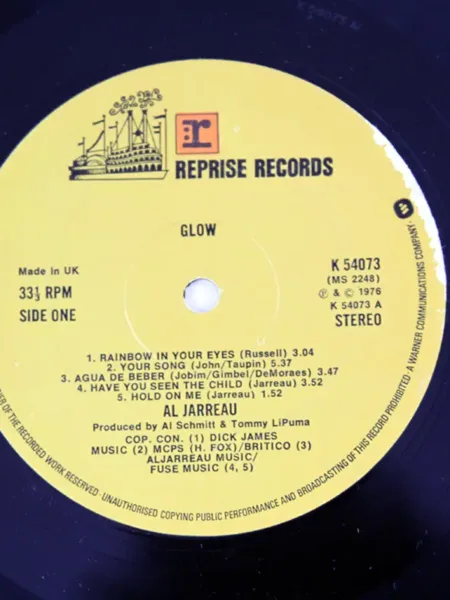 K 54073 A
r
REPRISE RECORDS
GLOW
Made in UK
33⅓ RPM
SIDE ONE
K 54073
(MS 2248)
Ⓟ & © 1976
K 54073 A
STEREO
1. RAINBOW IN YOUR EYES (Russell) 3.04
2. YOUR SONG (John/Taupin) 5.37
3. AGUA DE BEBER (Jobim/Gimbel/DeMoraes) 3.47
4. HAVE YOU SEEN THE CHILD (Jarreau) 3.52
5. HOLD ON ME (Jarreau) 1.52
AL JARREAU
Produced by Al Schmitt & Tommy LiPuma
COP. CON. (1) DICK JAMES
MUSIC (2) MCPS (H. FOX)/BRITICO (3)
ALJARREAU MUSIC/
FUSE MUSIC (4, 5)
OF THE RECORDED WORK RESERVED · UNAUTHORISED COPYING PUBLIC PERFORMANCE AND BROADCASTING OF THIS RECORD PROHIBITED. A WARNER COMMUNICATIONS COMPANY ·